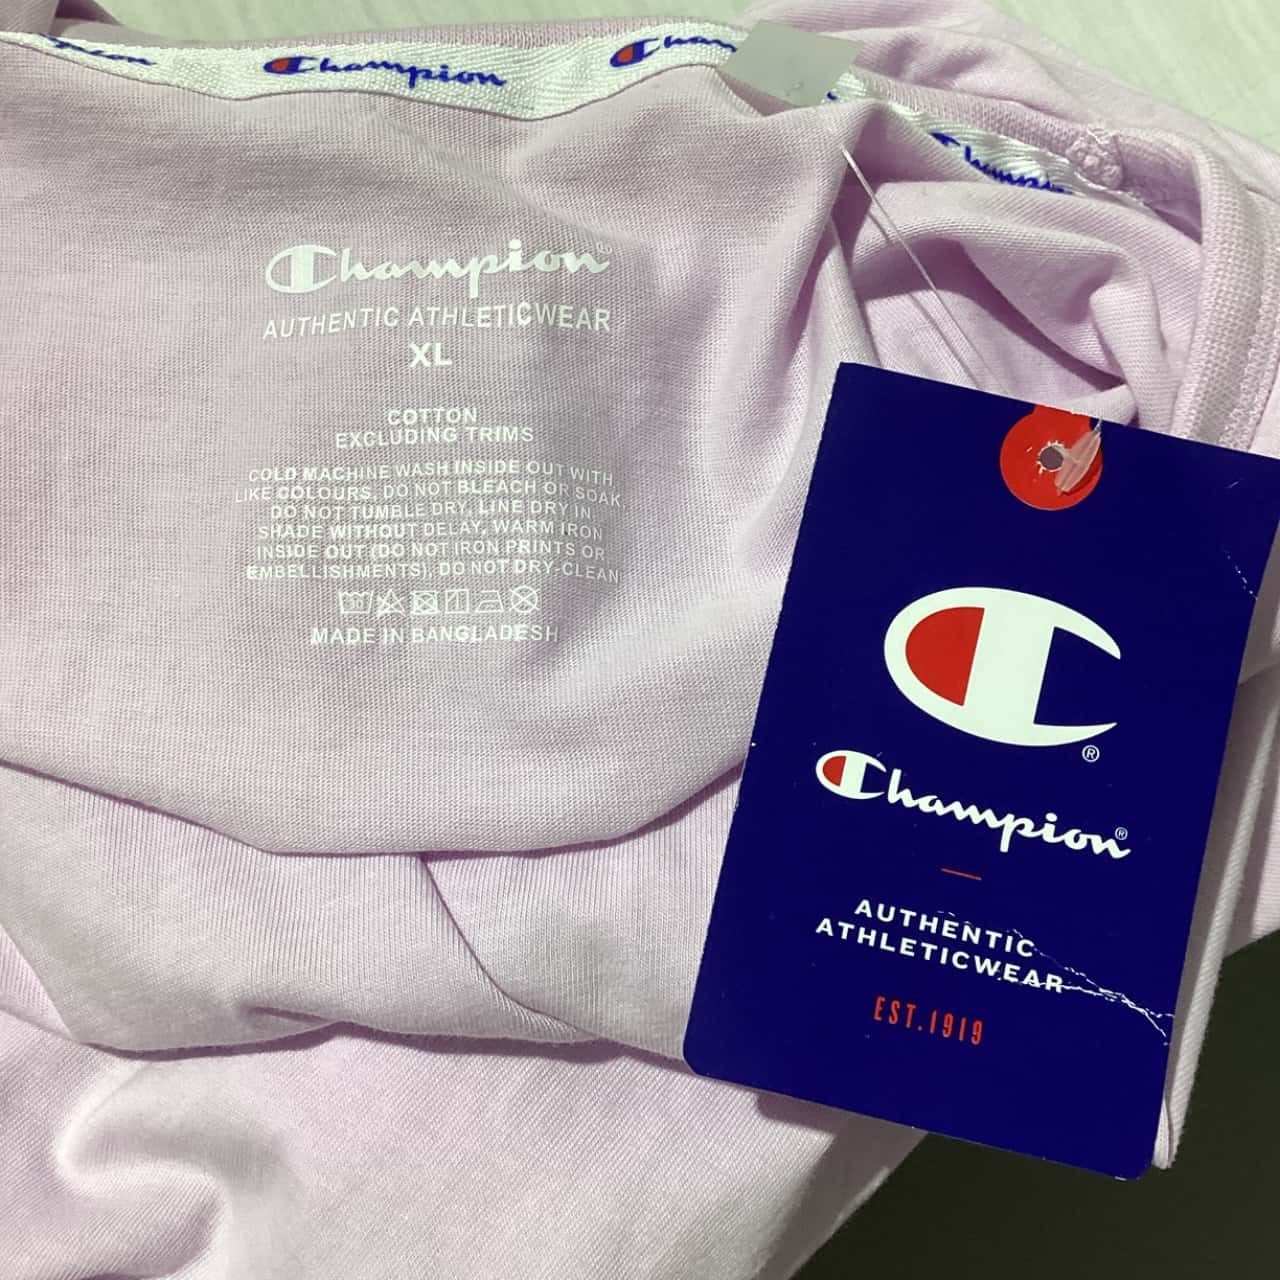 Champion
Champion
Cham
Champion
Champion®
AUTHENTIC ATHLETICWEAR
XL
COTTON
EXCLUDING TRIMS
COLD MACHINE WASH INSIDE OUT WITH
LIKE COLOURS, DO NOT BLEACH OR SOAK,
DO NOT TUMBLE DRY, LINE DRY IN
SHADE WITHOUT DELAY, WARM IRON
INSIDE OUT (DO NOT IRON PRINTS OR
EMBELLISHMENTS), DO NOT DRY-CLEAN
MADE IN BANGLADESH
®
Champion®
AUTHENTIC
ATHLETICWEAR
EST.1919